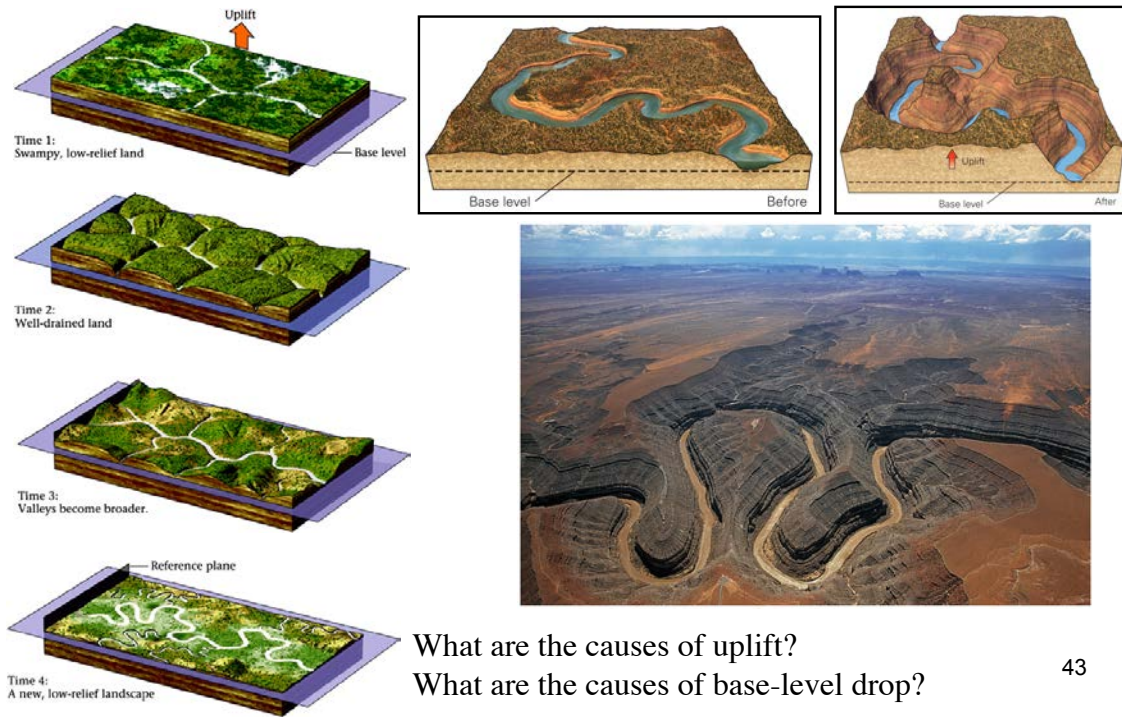 Uplift
Time 1:
Swampy, low-relief land
Base level
Time 2:
Well-drained land
Time 3:
Valleys become broader.
Reference plane
Time 4:
A new, low-relief landscape
Base level
Before
Uplift
Base level
After
What are the causes of uplift?
What are the causes of base-level drop?
43